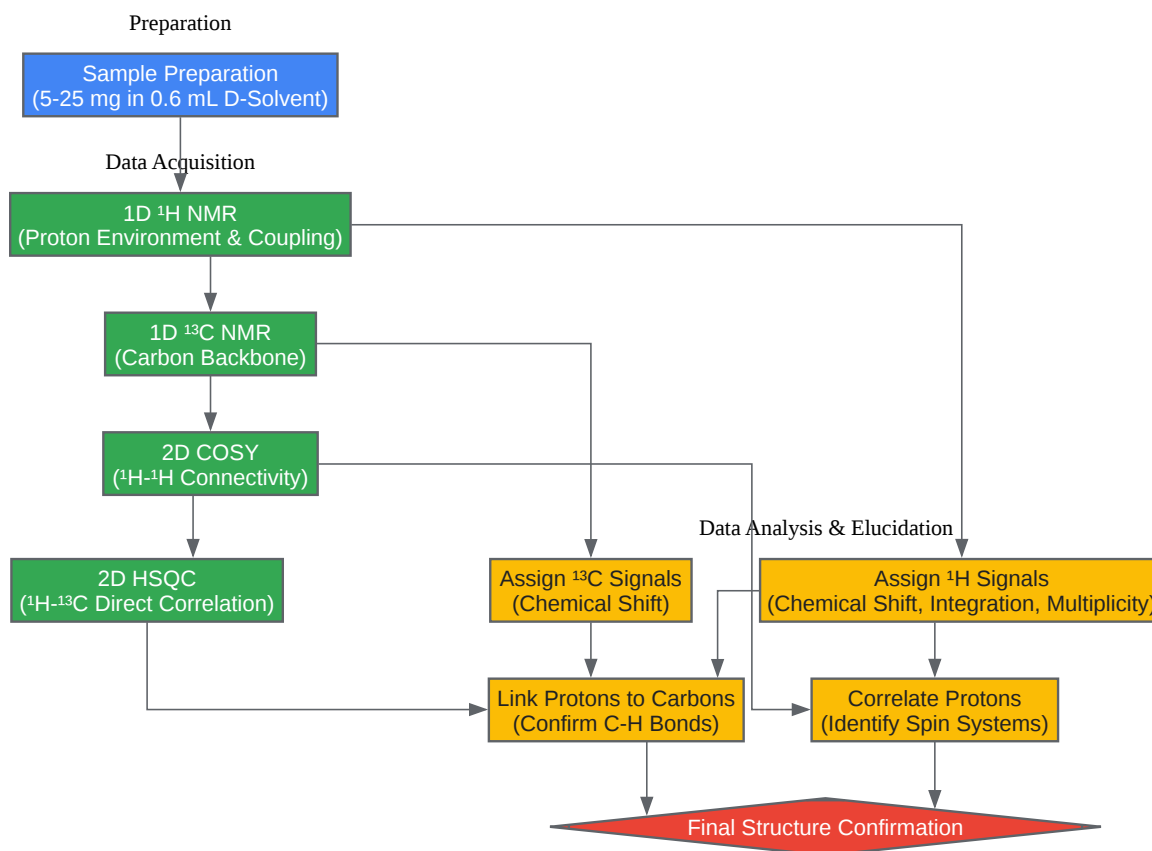 Preparation
Sample Preparation
(5-25 mg in 0.6 mL D-Solvent)
Data Acquisition
1D ¹H NMR
(Proton Environment & Coupling)
1D ¹³C NMR
(Carbon Backbone)
2D COSY
(¹H-¹H Connectivity)
2D HSQC
(¹H-¹³C Direct Correlation)
Data Analysis & Elucidation
Assign ¹³C Signals
(Chemical Shift)
Assign ¹H Signals
(Chemical Shift, Integration, Multiplicity)
Link Protons to Carbons
(Confirm C-H Bonds)
Correlate Protons
(Identify Spin Systems)
Final Structure Confirmation